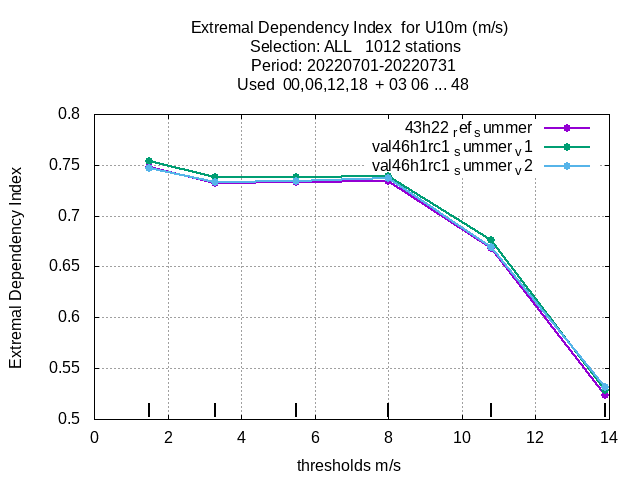 Extremal Dependency Index  for U10m (m/s)
Selection: ALL   1012 stations
Period: 20220701-20220731
Used  00,06,12,18  + 03 06 ... 48
0.8
43h22 ref summer
val46h1rc1 summer v1
val46h1rc1 summer v2
0.75
0.7
0.65
0.6
0.55
0.5
Extremal Dependency Index
0 2 4 6 8 10 12 14
thresholds m/s